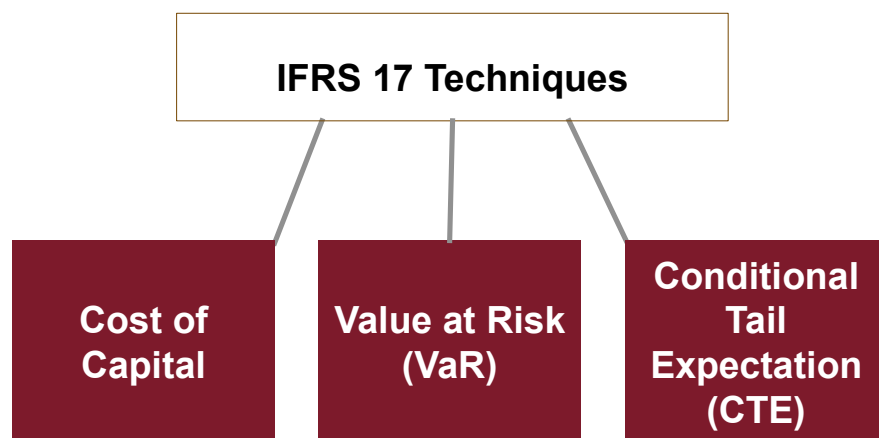 IFRS 17 Techniques
Cost of
Capital
Value at Risk
(VaR)
Conditional
Tail
Expectation
(CTE)